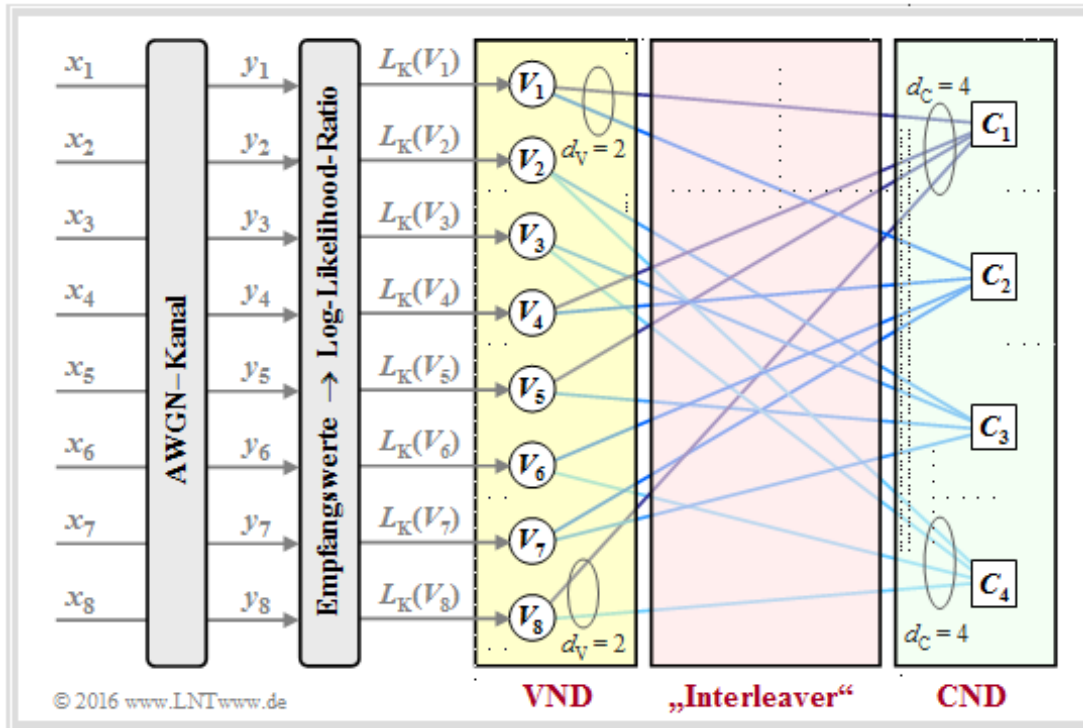 x1 y1 LK(V1) V1
x2 y2 LK(V2) V2
x3 y3 LK(V3) V3
x4 y4 LK(V4) V4
x5 y5 LK(V5) V5
x6 y6 LK(V6) V6
x7 y7 LK(V7) V7
x8 y8 LK(V8) V8
AWGN–Kanal
Empfangswerte → Log-Likelihood-Ratio
dV = 2
dV = 2
dC = 4
C1
C2
C3
C4
dC = 4
VND
„Interleaver“
CND
© 2016 www.LNTwww.de